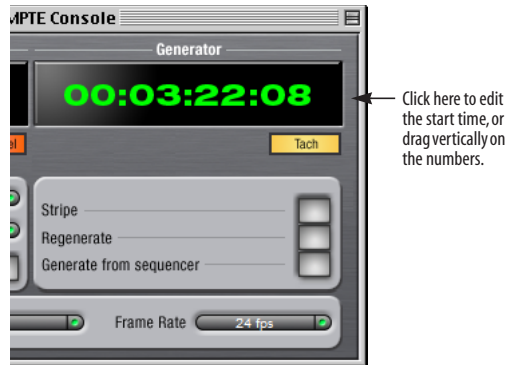 MPTE Console
Generator
00:03:22:08
Click here to edit
the start time, or
drag vertically on
the numbers.
Tach
Stripe
Regenerate
Generate from sequencer
Frame Rate 24 fps